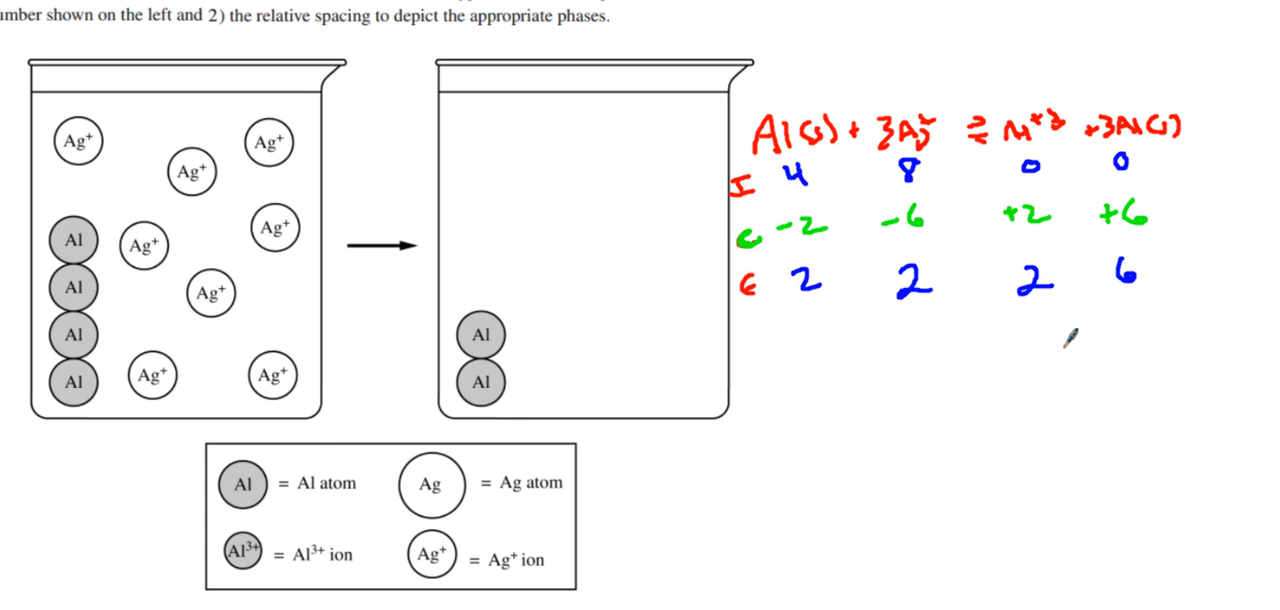 umber shown on the left and 2) the relative spacing to depict the appropriate phases.
Ag⁺ Ag⁺
Ag⁺
Ag⁺
Al Ag⁺
Al Ag⁺
Al
Al Ag⁺ Ag⁺
Al
Al
Al(s) + 3Ag⁺ ⇌ Al⁺³ + 3Ag(s)
I 4 8 0 0
C -2 -6 +2 +6
E 2 2 2 6
Al = Al atom Ag = Ag atom
Al³⁺ = Al³⁺ ion Ag⁺ = Ag⁺ ion